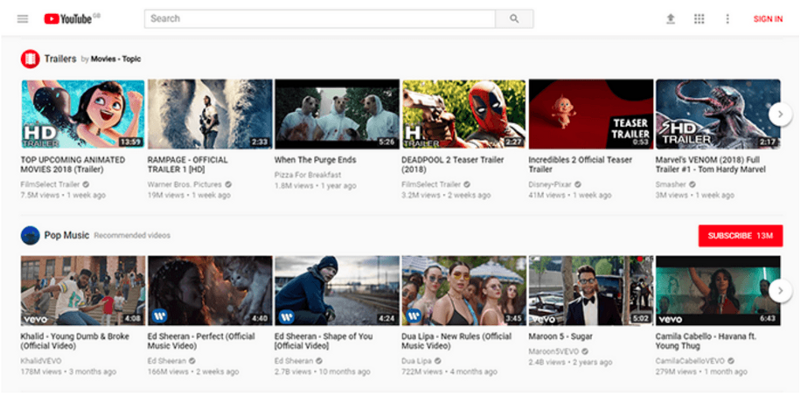 YouTube GB
Search
SIGN IN
Trailers by Movies - Topic
HD
TRAILER
13:59
2:33
5:26
HD
TRAILER
2:27
TEASER
TRAILER
0:53
HD
TRAILER
2:17
TOP UPCOMING ANIMATED
MOVIES 2018 (Trailer)
FilmSelect Trailer
7.5M views • 1 week ago
RAMPAGE - OFFICIAL
TRAILER 1 [HD]
Warner Bros. Pictures
19M views • 1 week ago
When The Purge Ends
Pizza For Breakfast
1.8M views • 1 year ago
DEADPOOL 2 Teaser Trailer
(2018)
FilmSelect Trailer
3.2M views • 2 weeks ago
Incredibles 2 Official Teaser
Trailer
Disney•Pixar
41M views • 1 week ago
Marvel's VENOM (2018) Full
Trailer #1 - Tom Hardy Marvel
Smasher
3M views • 1 week ago
Pop Music Recommended videos
SUBSCRIBE 13M
vevo
4:08
4:40
4:24
3:45
vevo
5:02
vevo
6:43
Khalid - Young Dumb & Broke
(Official Video)
KhalidVEVO
178M views • 3 months ago
Ed Sheeran - Perfect (Official
Music Video)
Ed Sheeran
166M views • 2 weeks ago
Ed Sheeran - Shape of You
[Official Video]
Ed Sheeran
2.7B views • 10 months ago
Dua Lipa - New Rules (Official
Music Video)
Dua Lipa
722M views • 4 months ago
Maroon 5 - Sugar
Maroon5VEVO
2.4B views • 2 years ago
Camila Cabello - Havana ft.
Young Thug
CamilaCabelloVEVO
279M views • 1 month ago